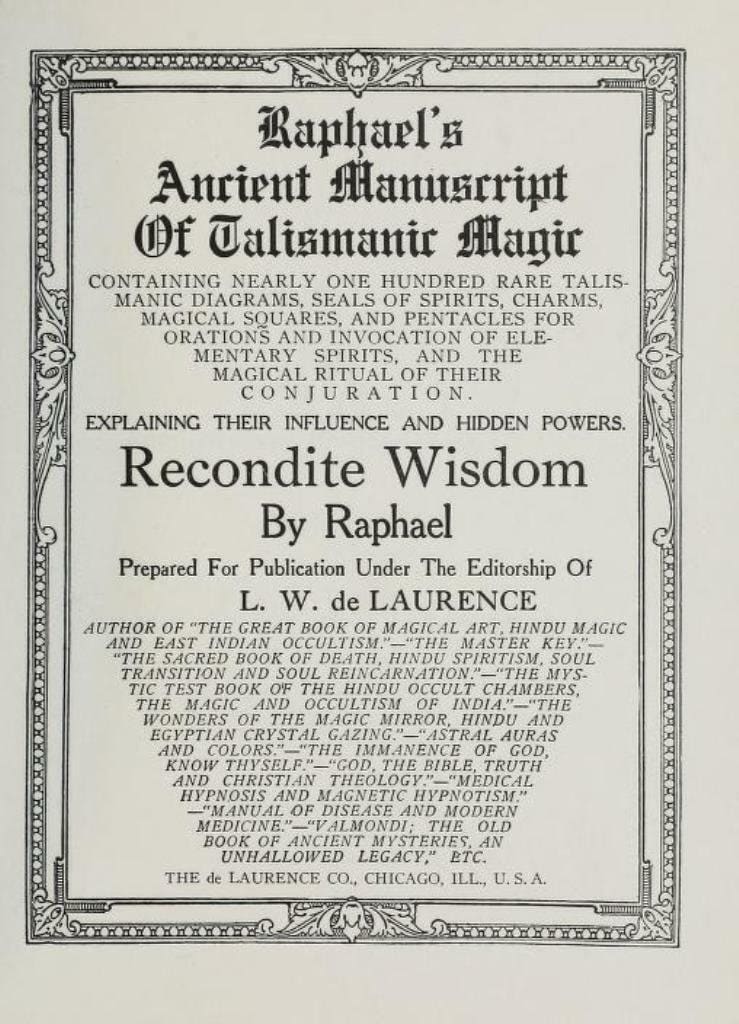 Raphael's
Ancient Manuscript
Of Talismanic Magic
CONTAINING NEARLY ONE HUNDRED RARE TALIS-
MANIC DIAGRAMS, SEALS OF SPIRITS, CHARMS,
MAGICAL SQUARES, AND PENTACLES FOR
ORATIONS AND INVOCATION OF ELE-
MENTARY SPIRITS, AND THE
MAGICAL RITUAL OF THEIR
CONJURATION.
EXPLAINING THEIR INFLUENCE AND HIDDEN POWERS.
Recondite Wisdom
By Raphael
Prepared For Publication Under The Editorship Of
L. W. de LAURENCE
AUTHOR OF "THE GREAT BOOK OF MAGICAL ART, HINDU MAGIC
AND EAST INDIAN OCCULTISM."—"THE MASTER KEY."—
"THE SACRED BOOK OF DEATH, HINDU SPIRITISM, SOUL
TRANSITION AND SOUL REINCARNATION."—"THE MYS-
TIC TEST BOOK OF THE HINDU OCCULT CHAMBERS,
THE MAGIC AND OCCULTISM OF INDIA."—"THE
WONDERS OF THE MAGIC MIRROR, HINDU AND
EGYPTIAN CRYSTAL GAZING."—"ASTRAL AURAS
AND COLORS."—"THE IMMANENCE OF GOD,
KNOW THYSELF."—"GOD, THE BIBLE, TRUTH
AND CHRISTIAN THEOLOGY."—"MEDICAL
HYPNOSIS AND MAGNETIC HYPNOTISM."
—"MANUAL OF DISEASE AND MODERN
MEDICINE."—"VALMONDI; THE OLD
BOOK OF ANCIENT MYSTERIES, AN
UNHALLOWED LEGACY," ETC.
THE de LAURENCE CO., CHICAGO, ILL., U. S. A.